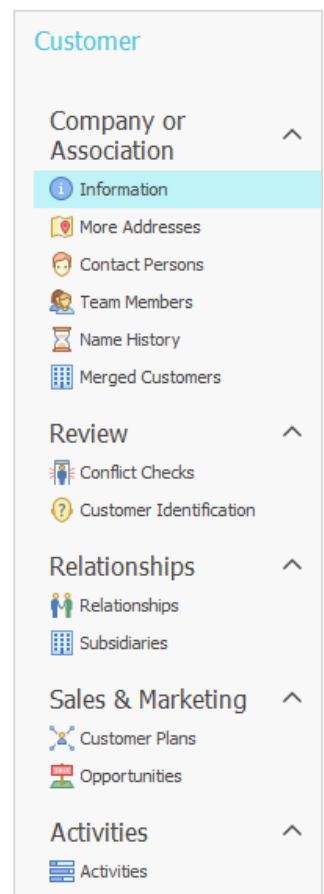 Customer
Company or
Association
Information
More Addresses
Contact Persons
Team Members
Name History
Merged Customers
Review
Conflict Checks
Customer Identification
Relationships
Relationships
Subsidiaries
Sales & Marketing
Customer Plans
Opportunities
Activities
Activities